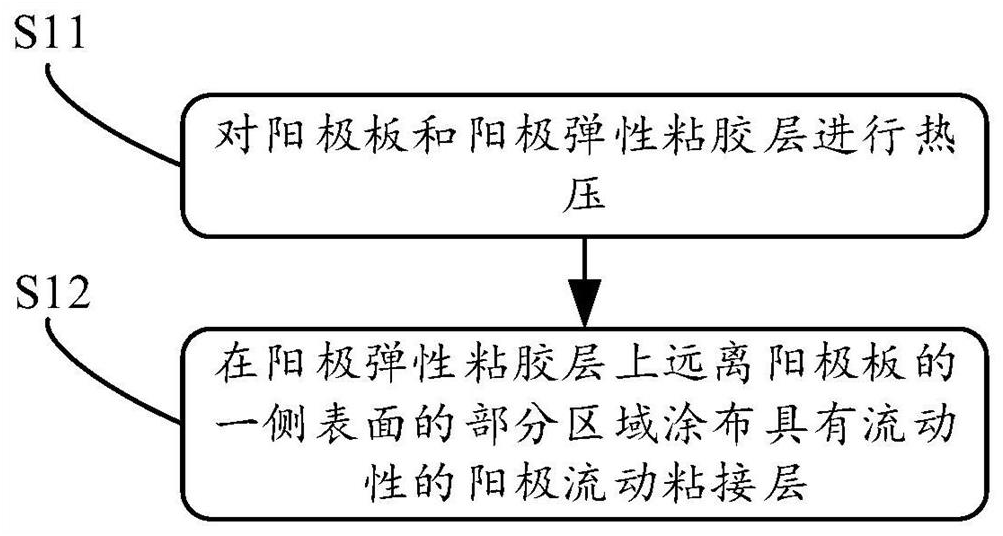 S11
对阳极板和阳极弹性粘胶层进行热
压
S12
在阳极弹性粘胶层上远离阳极板的
一侧表面的部分区域涂布具有流动
性的阳极流动粘接层